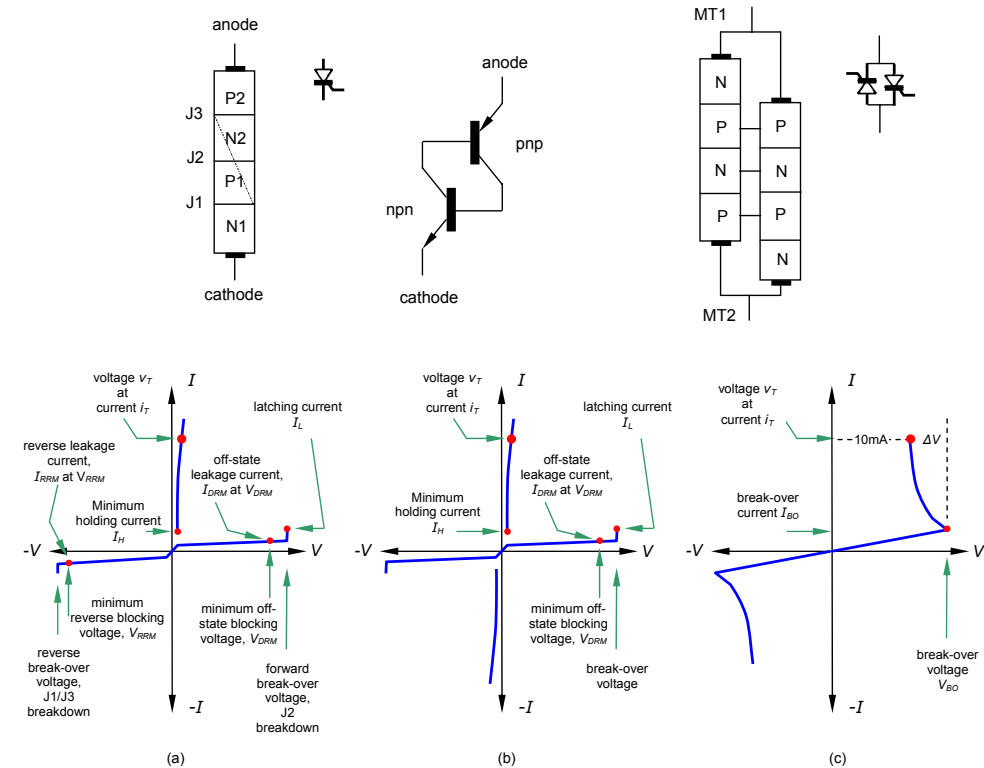 anode
P2
J3
N2
J2
P1
J1
N1
cathode
anode
pnp
npn
cathode
MT1
N
P
P
N
N
P
P
N
MT2
voltage vT
at
current iT
I
latching current
IL
reverse leakage
current,
IRRM at VRRM
off-state
leakage current,
IDRM at VDRM
Minimum
holding current
IH
-V
V
minimum
reverse blocking
voltage, VRRM
minimum off-
state blocking
voltage, VDRM
reverse
break-over
voltage,
J1/J3
breakdown
forward
break-over
voltage,
J2
breakdown
-I
(a)
voltage vT
at
current iT
I
latching current
IL
off-state
leakage current,
IDRM at VDRM
Minimum
holding current
IH
-V
V
minimum off-
state blocking
voltage, VDRM
break-over
voltage
-I
(b)
voltage vT
at
current iT
I
10mA
ΔV
break-over
current IBO
-V
V
break-over
voltage
VBO
-I
(c)